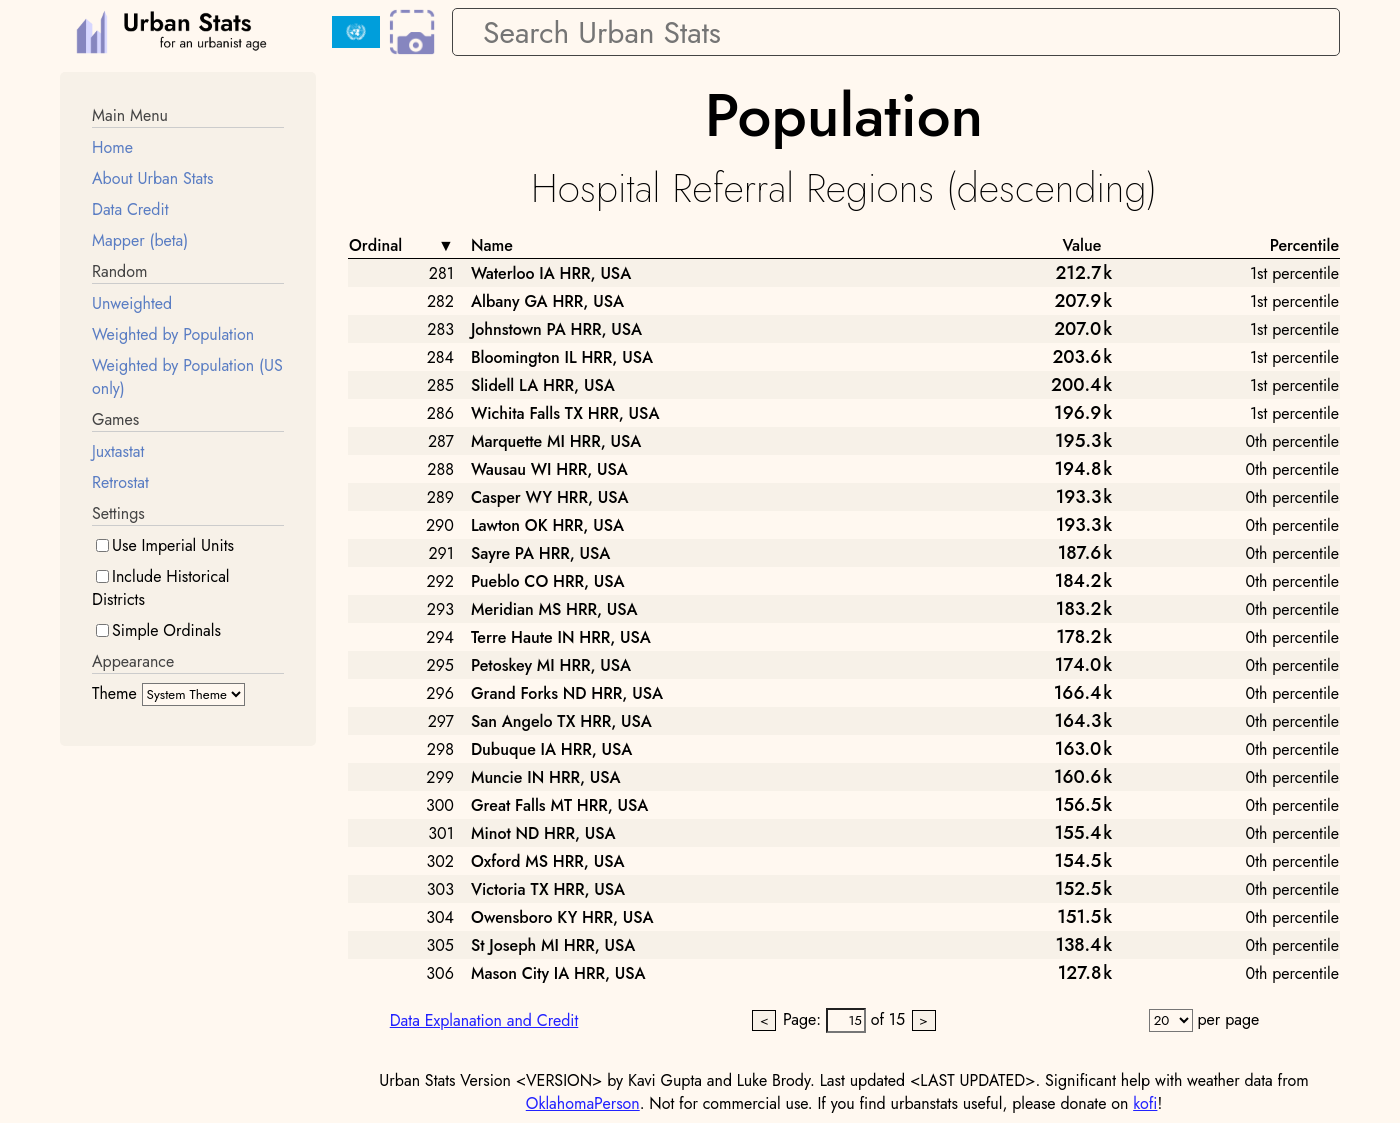 Urban Stats
for an urbanist age
Search Urban Stats
Main Menu
Home
About Urban Stats
Data Credit
Mapper (beta)
Random
Unweighted
Weighted by Population
Weighted by Population (US
only)
Games
Juxtastat
Retrostat
Settings
Use Imperial Units
Include Historical
Districts
Simple Ordinals
Appearance
Theme System Theme
Population
Hospital Referral Regions (descending)
Ordinal ▼ Name Value Percentile
281 Waterloo IA HRR, USA 212.7k 1st percentile
282 Albany GA HRR, USA 207.9k 1st percentile
283 Johnstown PA HRR, USA 207.0k 1st percentile
284 Bloomington IL HRR, USA 203.6k 1st percentile
285 Slidell LA HRR, USA 200.4k 1st percentile
286 Wichita Falls TX HRR, USA 196.9k 1st percentile
287 Marquette MI HRR, USA 195.3k 0th percentile
288 Wausau WI HRR, USA 194.8k 0th percentile
289 Casper WY HRR, USA 193.3k 0th percentile
290 Lawton OK HRR, USA 193.3k 0th percentile
291 Sayre PA HRR, USA 187.6k 0th percentile
292 Pueblo CO HRR, USA 184.2k 0th percentile
293 Meridian MS HRR, USA 183.2k 0th percentile
294 Terre Haute IN HRR, USA 178.2k 0th percentile
295 Petoskey MI HRR, USA 174.0k 0th percentile
296 Grand Forks ND HRR, USA 166.4k 0th percentile
297 San Angelo TX HRR, USA 164.3k 0th percentile
298 Dubuque IA HRR, USA 163.0k 0th percentile
299 Muncie IN HRR, USA 160.6k 0th percentile
300 Great Falls MT HRR, USA 156.5k 0th percentile
301 Minot ND HRR, USA 155.4k 0th percentile
302 Oxford MS HRR, USA 154.5k 0th percentile
303 Victoria TX HRR, USA 152.5k 0th percentile
304 Owensboro KY HRR, USA 151.5k 0th percentile
305 St Joseph MI HRR, USA 138.4k 0th percentile
306 Mason City IA HRR, USA 127.8k 0th percentile
Data Explanation and Credit < Page: 15 of 15 > 20 per page
Urban Stats Version <VERSION> by Kavi Gupta and Luke Brody. Last updated <LAST UPDATED>. Significant help with weather data from
OklahomaPerson. Not for commercial use. If you find urbanstats useful, please donate on kofi!